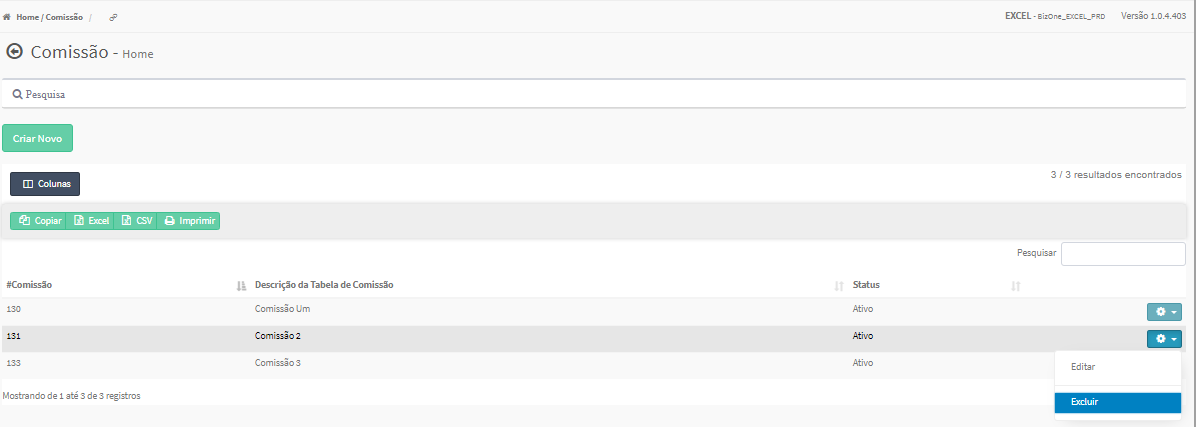 Home / Comissão /
EXCEL - BizOne_EXCEL_PRD Versão 1.0.4.403
Comissão - Home
Pesquisa
Criar Novo
Colunas
3 / 3 resultados encontrados
Copiar Excel CSV Imprimir
Pesquisar
#Comissão Descrição da Tabela de Comissão Status
130 Comissão Um Ativo
131 Comissão 2 Ativo
133 Comissão 3 Ativo
Editar
Mostrando de 1 até 3 de 3 registros
Excluir